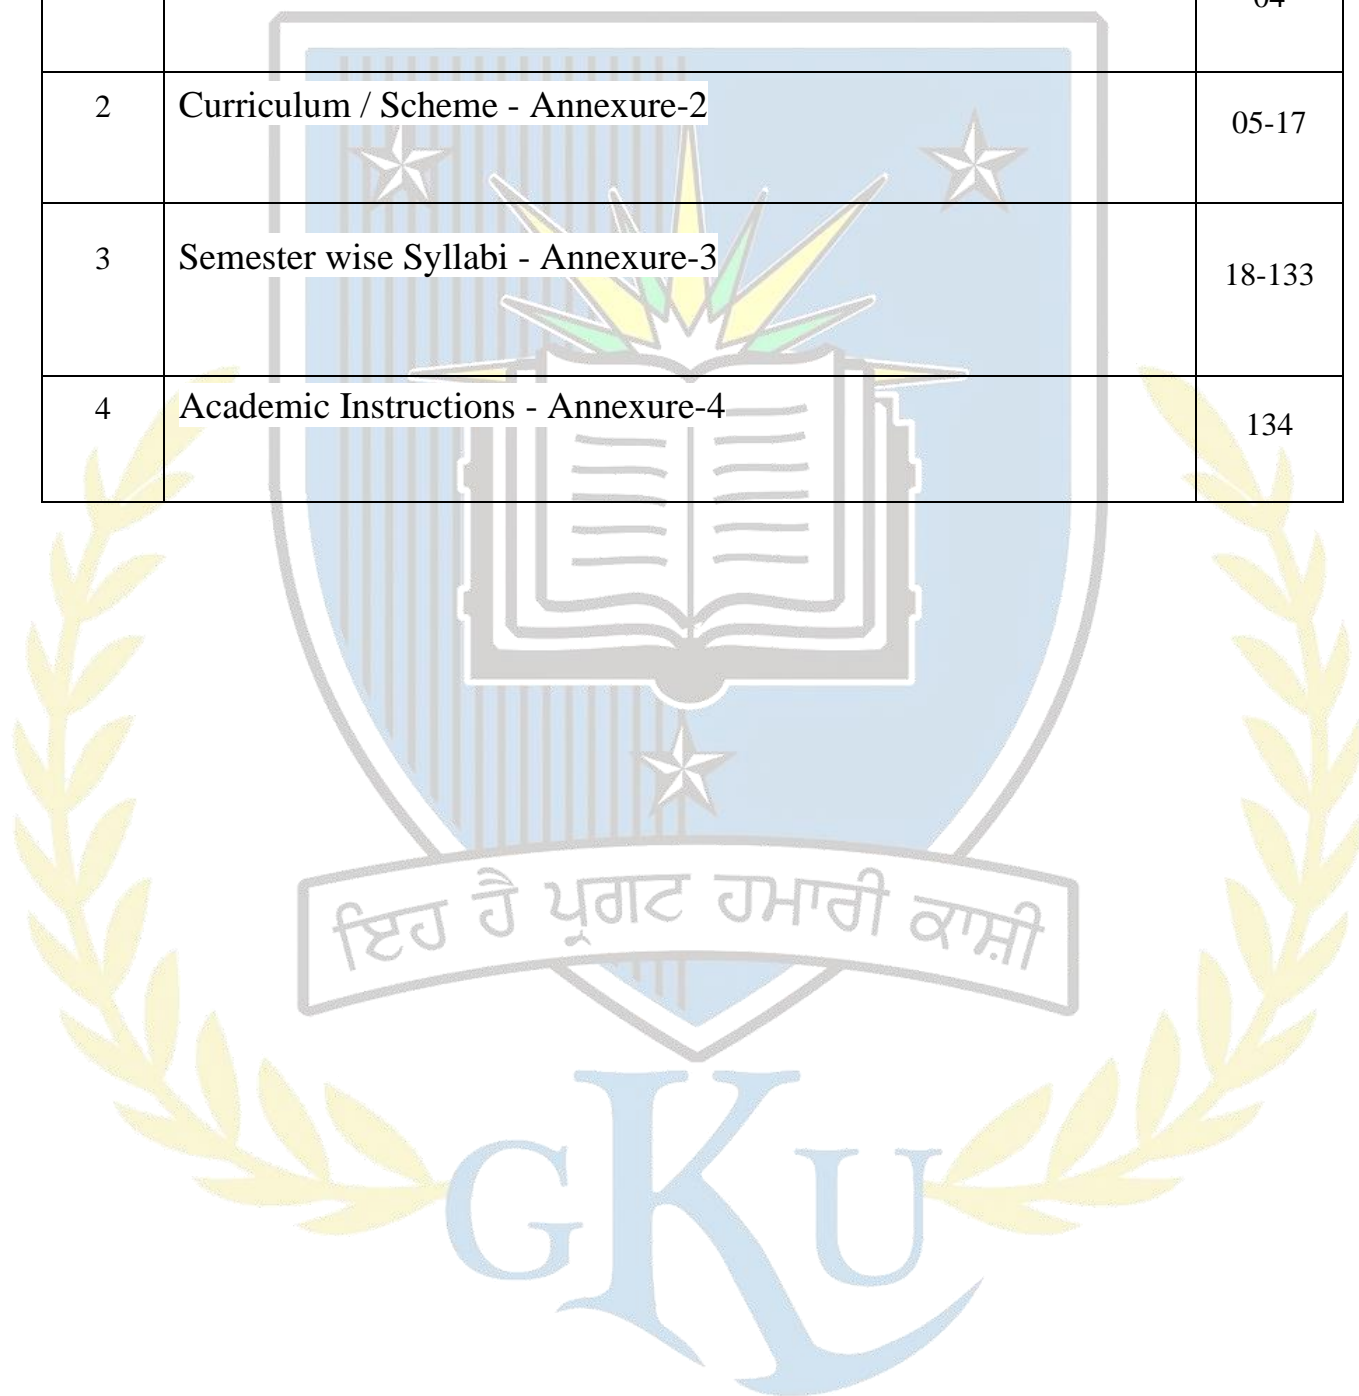 04
2 Curriculum / Scheme - Annexure-2 05-17
3 Semester wise Syllabi - Annexure-3 18-133
4 Academic Instructions - Annexure-4 134
ਇਹ ਹੈ ਪ੍ਰਗਟ ਹਮਾਰੀ ਕਾਸ਼ੀ
GKU